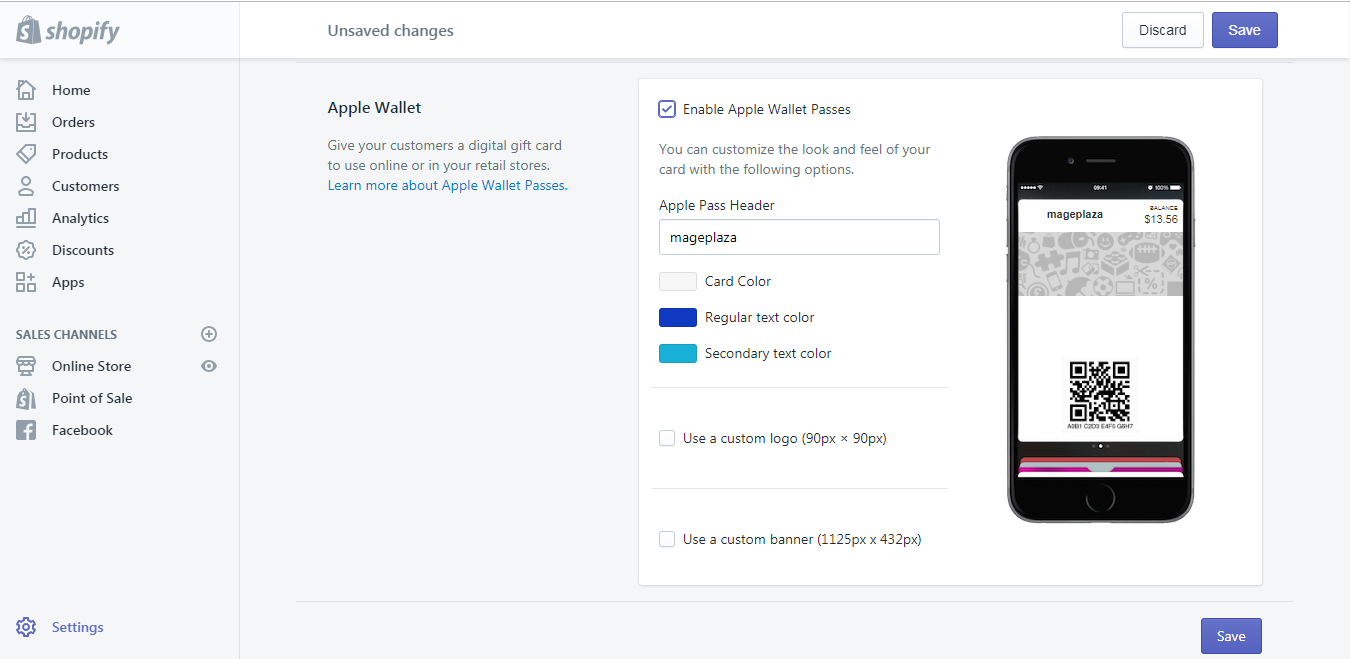 shopify
Unsaved changes
Discard
Save
Home
Orders
Products
Customers
Analytics
Discounts
Apps
SALES CHANNELS
Online Store
Point of Sale
Facebook
Settings
Apple Wallet
Give your customers a digital gift card
to use online or in your retail stores.
Learn more about Apple Wallet Passes.
Enable Apple Wallet Passes
You can customize the look and feel of your
card with the following options.
Apple Pass Header
mageplaza
Card Color
Regular text color
Secondary text color
Use a custom logo (90px × 90px)
Use a custom banner (1125px x 432px)
09:41
100%
mageplaza
BALANCE
$13.56
A0B1 C2D3 E4F5 G6H7
Save